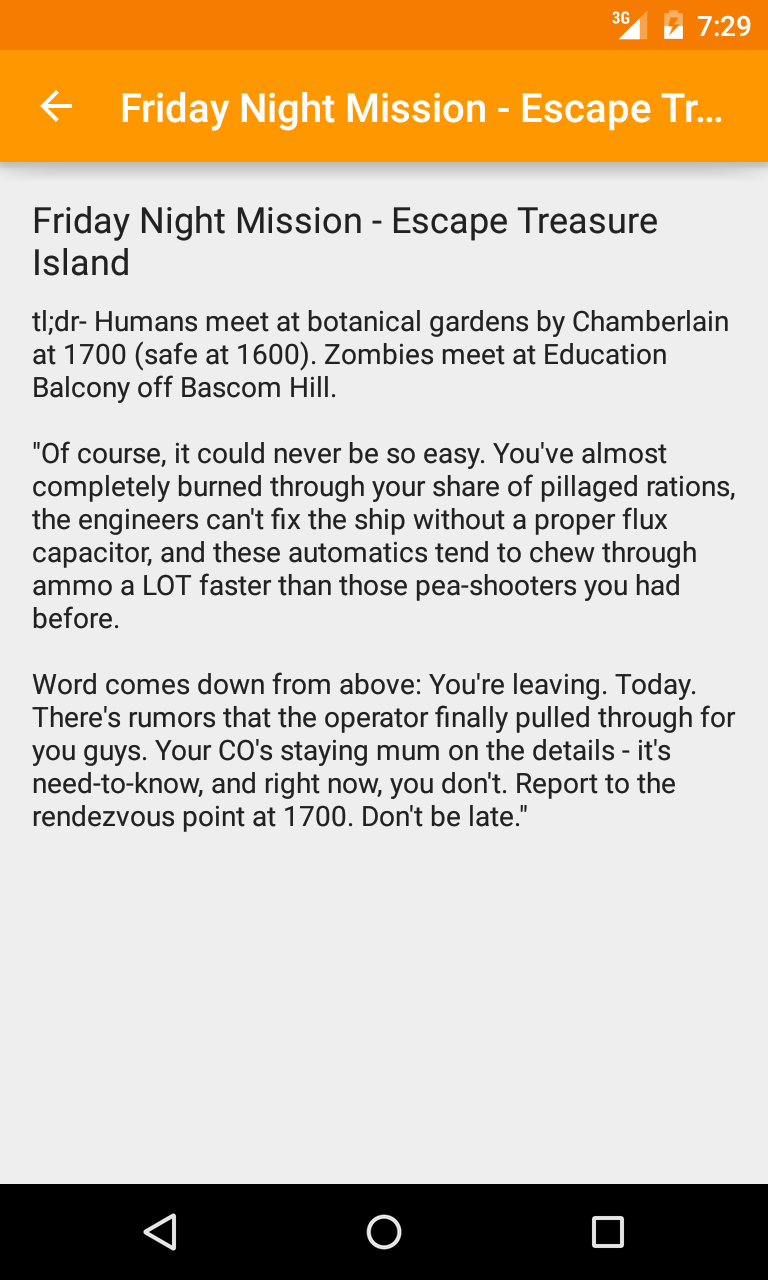 3G 7:29
Friday Night Mission - Escape Tr...
Friday Night Mission - Escape Treasure
Island
tl;dr- Humans meet at botanical gardens by Chamberlain
at 1700 (safe at 1600). Zombies meet at Education
Balcony off Bascom Hill.
"Of course, it could never be so easy. You've almost
completely burned through your share of pillaged rations,
the engineers can't fix the ship without a proper flux
capacitor, and these automatics tend to chew through
ammo a LOT faster than those pea-shooters you had
before.
Word comes down from above: You're leaving. Today.
There's rumors that the operator finally pulled through for
you guys. Your CO's staying mum on the details - it's
need-to-know, and right now, you don't. Report to the
rendezvous point at 1700. Don't be late."